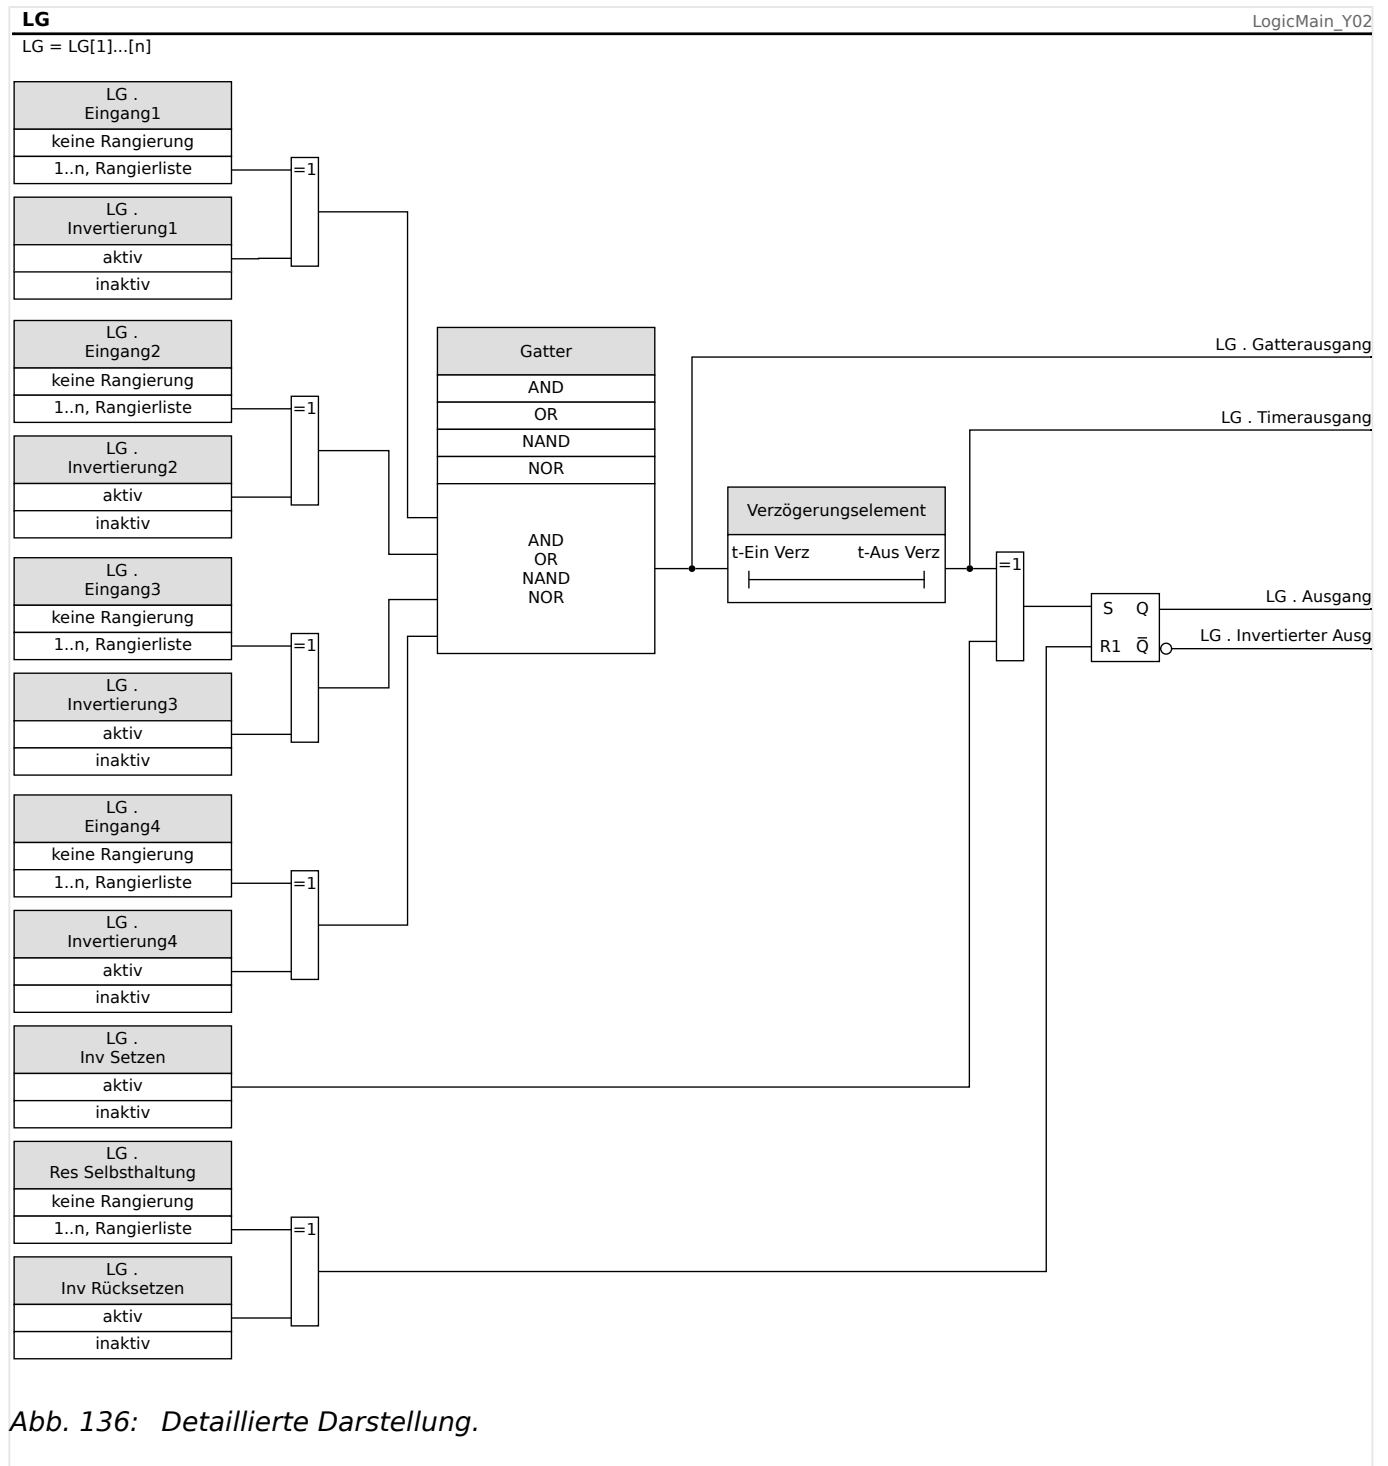 LG
LogicMain_Y02
LG = LG[1]...[n]
LG .
Eingang1
keine Rangierung
1..n, Rangierliste
=1
LG .
Invertierung1
aktiv
inaktiv
LG .
Eingang2
keine Rangierung
1..n, Rangierliste
=1
LG .
Invertierung2
aktiv
inaktiv
LG .
Eingang3
keine Rangierung
1..n, Rangierliste
=1
LG .
Invertierung3
aktiv
inaktiv
LG .
Eingang4
keine Rangierung
1..n, Rangierliste
=1
LG .
Invertierung4
aktiv
inaktiv
LG .
Inv Setzen
aktiv
inaktiv
LG .
Res Selbsthaltung
keine Rangierung
1..n, Rangierliste
=1
LG .
Inv Rücksetzen
aktiv
inaktiv
Gatter
AND
OR
NAND
NOR
AND
OR
NAND
NOR
Verzögerungselement
t-Ein Verz t-Aus Verz
=1
S Q
R1 Q̅
LG . Gatterausgang
LG . Timerausgang
LG . Ausgang
LG . Invertierter Ausg
Abb. 136: Detaillierte Darstellung.